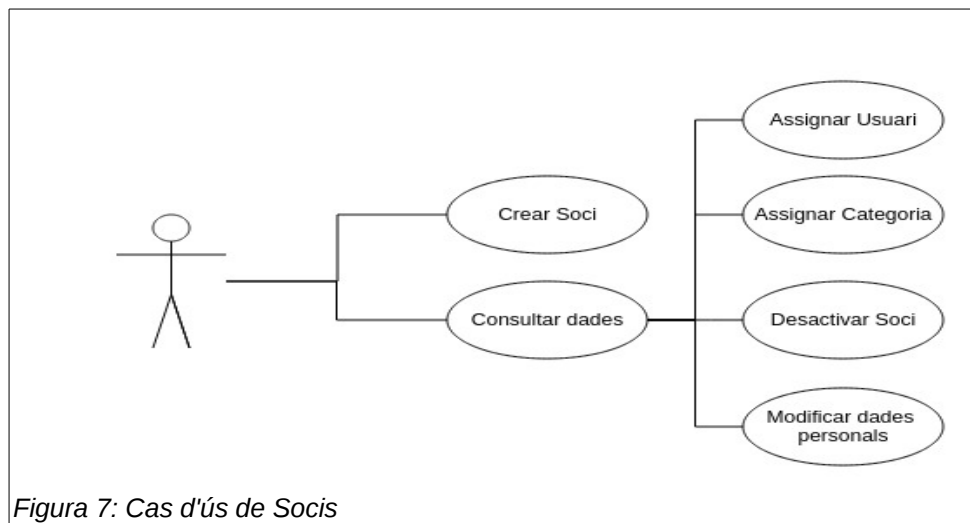 Assignar Usuari
Crear Soci
Assignar Categoria
Consultar dades
Desactivar Soci
Modificar dades
personals
Figura 7: Cas d'ús de Socis